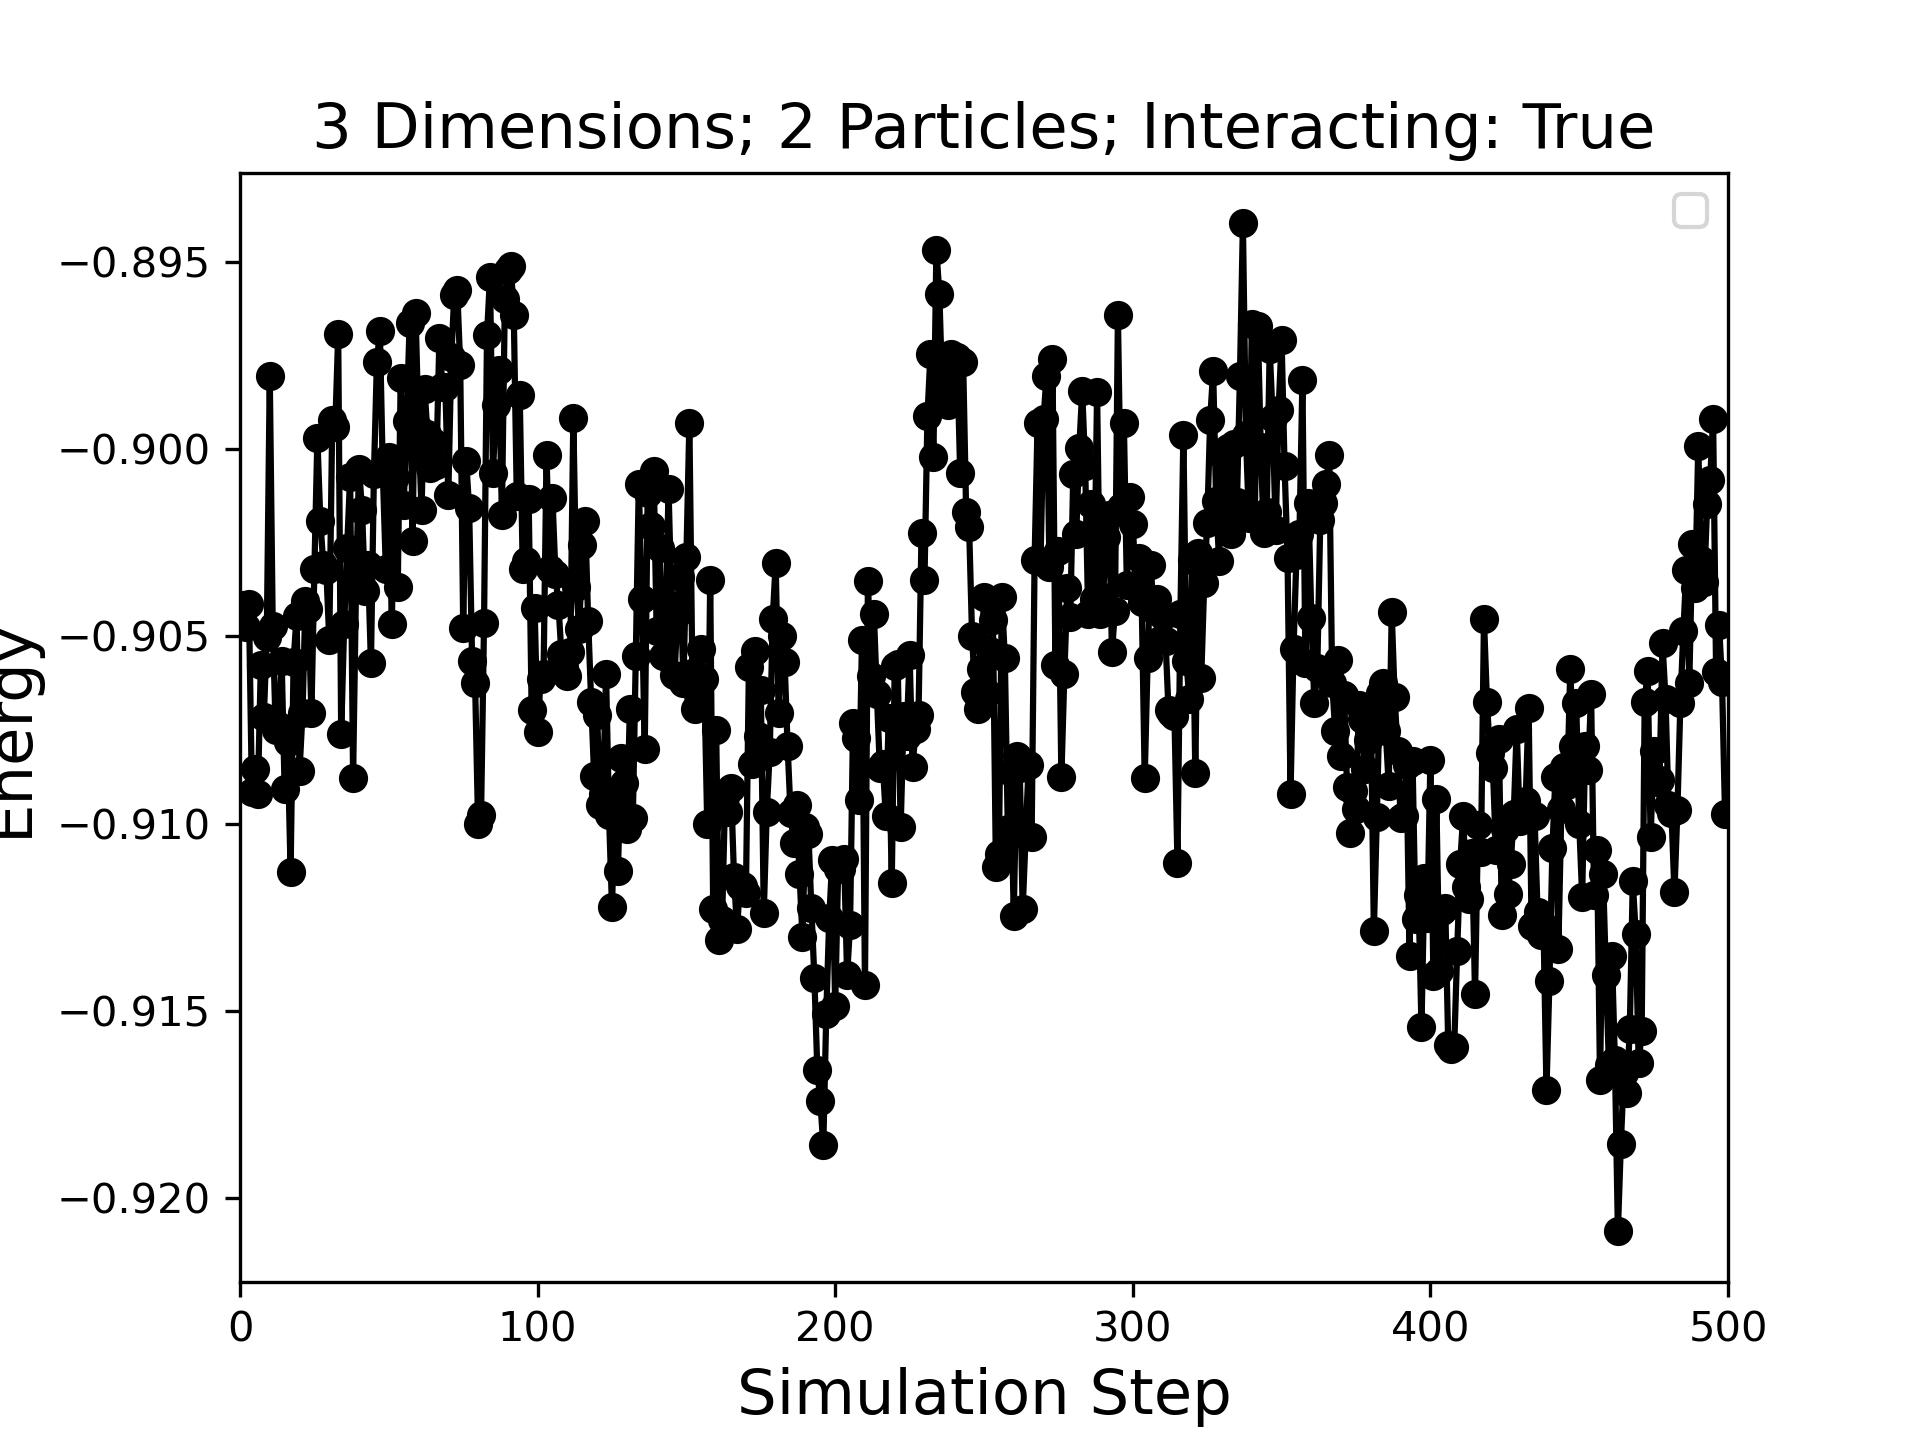 3 Dimensions; 2 Particles; Interacting: True
−0.895
−0.900
−0.905
−0.910
−0.915
−0.920
Energy
0 100 200 300 400 500
Simulation Step